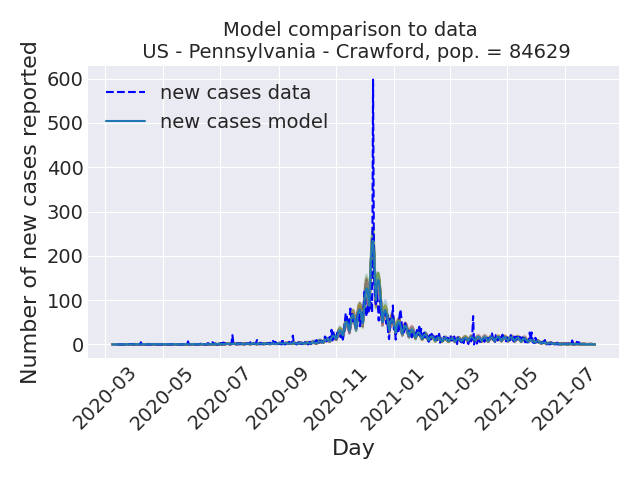 Model comparison to data
US - Pennsylvania - Crawford, pop. = 84629
Number of new cases reported
600
500
400
300
200
100
0
new cases data
new cases model
2020-03
2020-05
2020-07
2020-09
2020-11
2021-01
2021-03
2021-05
2021-07
Day